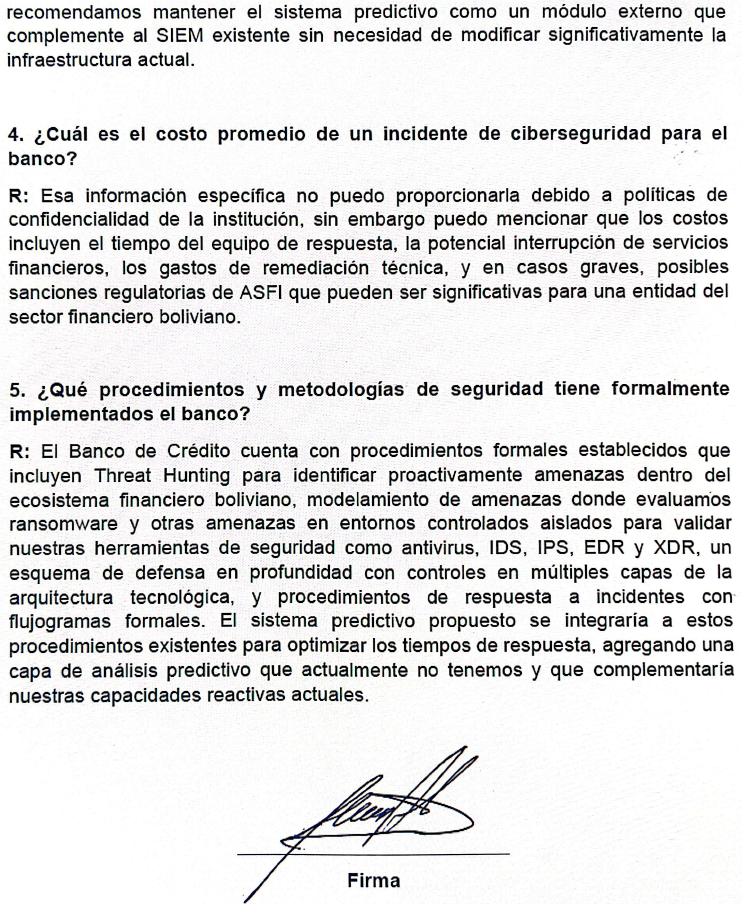 recomendamos mantener el sistema predictivo como un módulo externo que
complemente al SIEM existente sin necesidad de modificar significativamente la
infraestructura actual.
4. ¿Cuál es el costo promedio de un incidente de ciberseguridad para el
banco?
R: Esa información específica no puedo proporcionarla debido a políticas de
confidencialidad de la institución, sin embargo puedo mencionar que los costos
incluyen el tiempo del equipo de respuesta, la potencial interrupción de servicios
financieros, los gastos de remediación técnica, y en casos graves, posibles
sanciones regulatorias de ASFI que pueden ser significativas para una entidad del
sector financiero boliviano.
5. ¿Qué procedimientos y metodologías de seguridad tiene formalmente
implementados el banco?
R: El Banco de Crédito cuenta con procedimientos formales establecidos que
incluyen Threat Hunting para identificar proactivamente amenazas dentro del
ecosistema financiero boliviano, modelamiento de amenazas donde evaluamos
ransomware y otras amenazas en entornos controlados aislados para validar
nuestras herramientas de seguridad como antivirus, IDS, IPS, EDR y XDR, un
esquema de defensa en profundidad con controles en múltiples capas de la
arquitectura tecnológica, y procedimientos de respuesta a incidentes con
flujogramas formales. El sistema predictivo propuesto se integraría a estos
procedimientos existentes para optimizar los tiempos de respuesta, agregando una
capa de análisis predictivo que actualmente no tenemos y que complementaría
nuestras capacidades reactivas actuales.
Firma